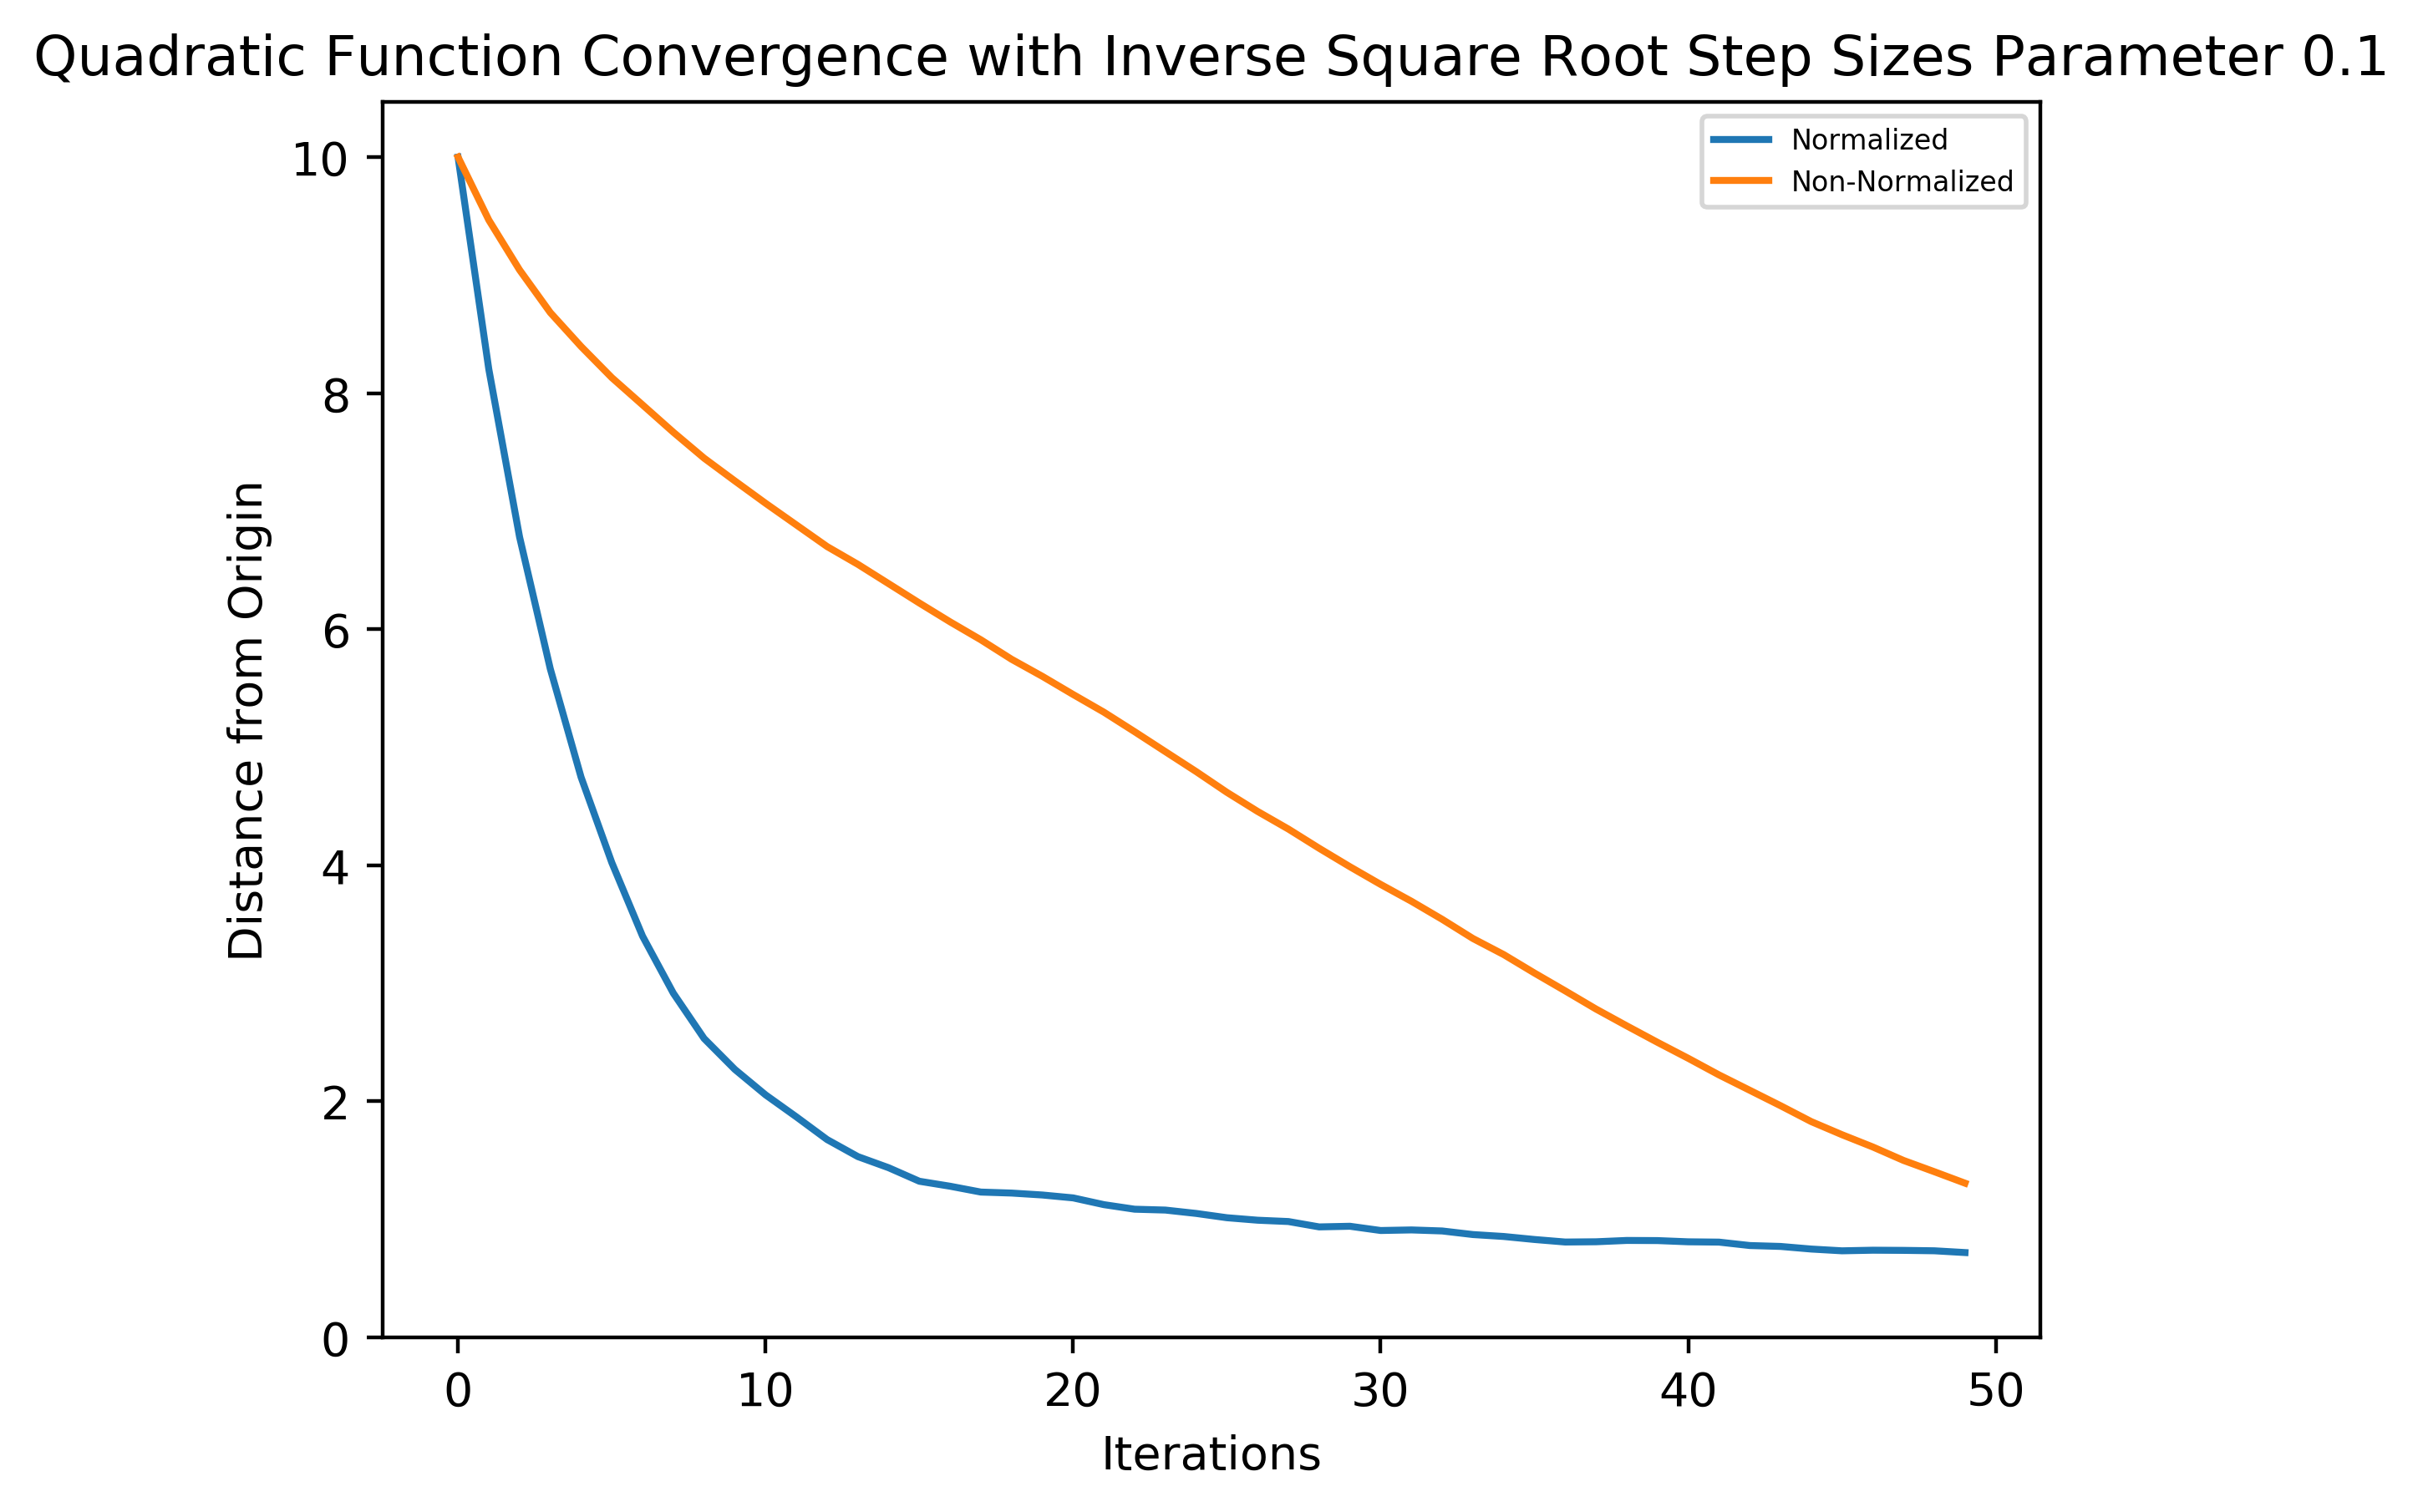 Quadratic Function Convergence with Inverse Square Root Step Sizes Parameter 0.1
Normalized
Non-Normalized
10
8
6
4
2
0
Distance from Origin
0 10 20 30 40 50
Iterations